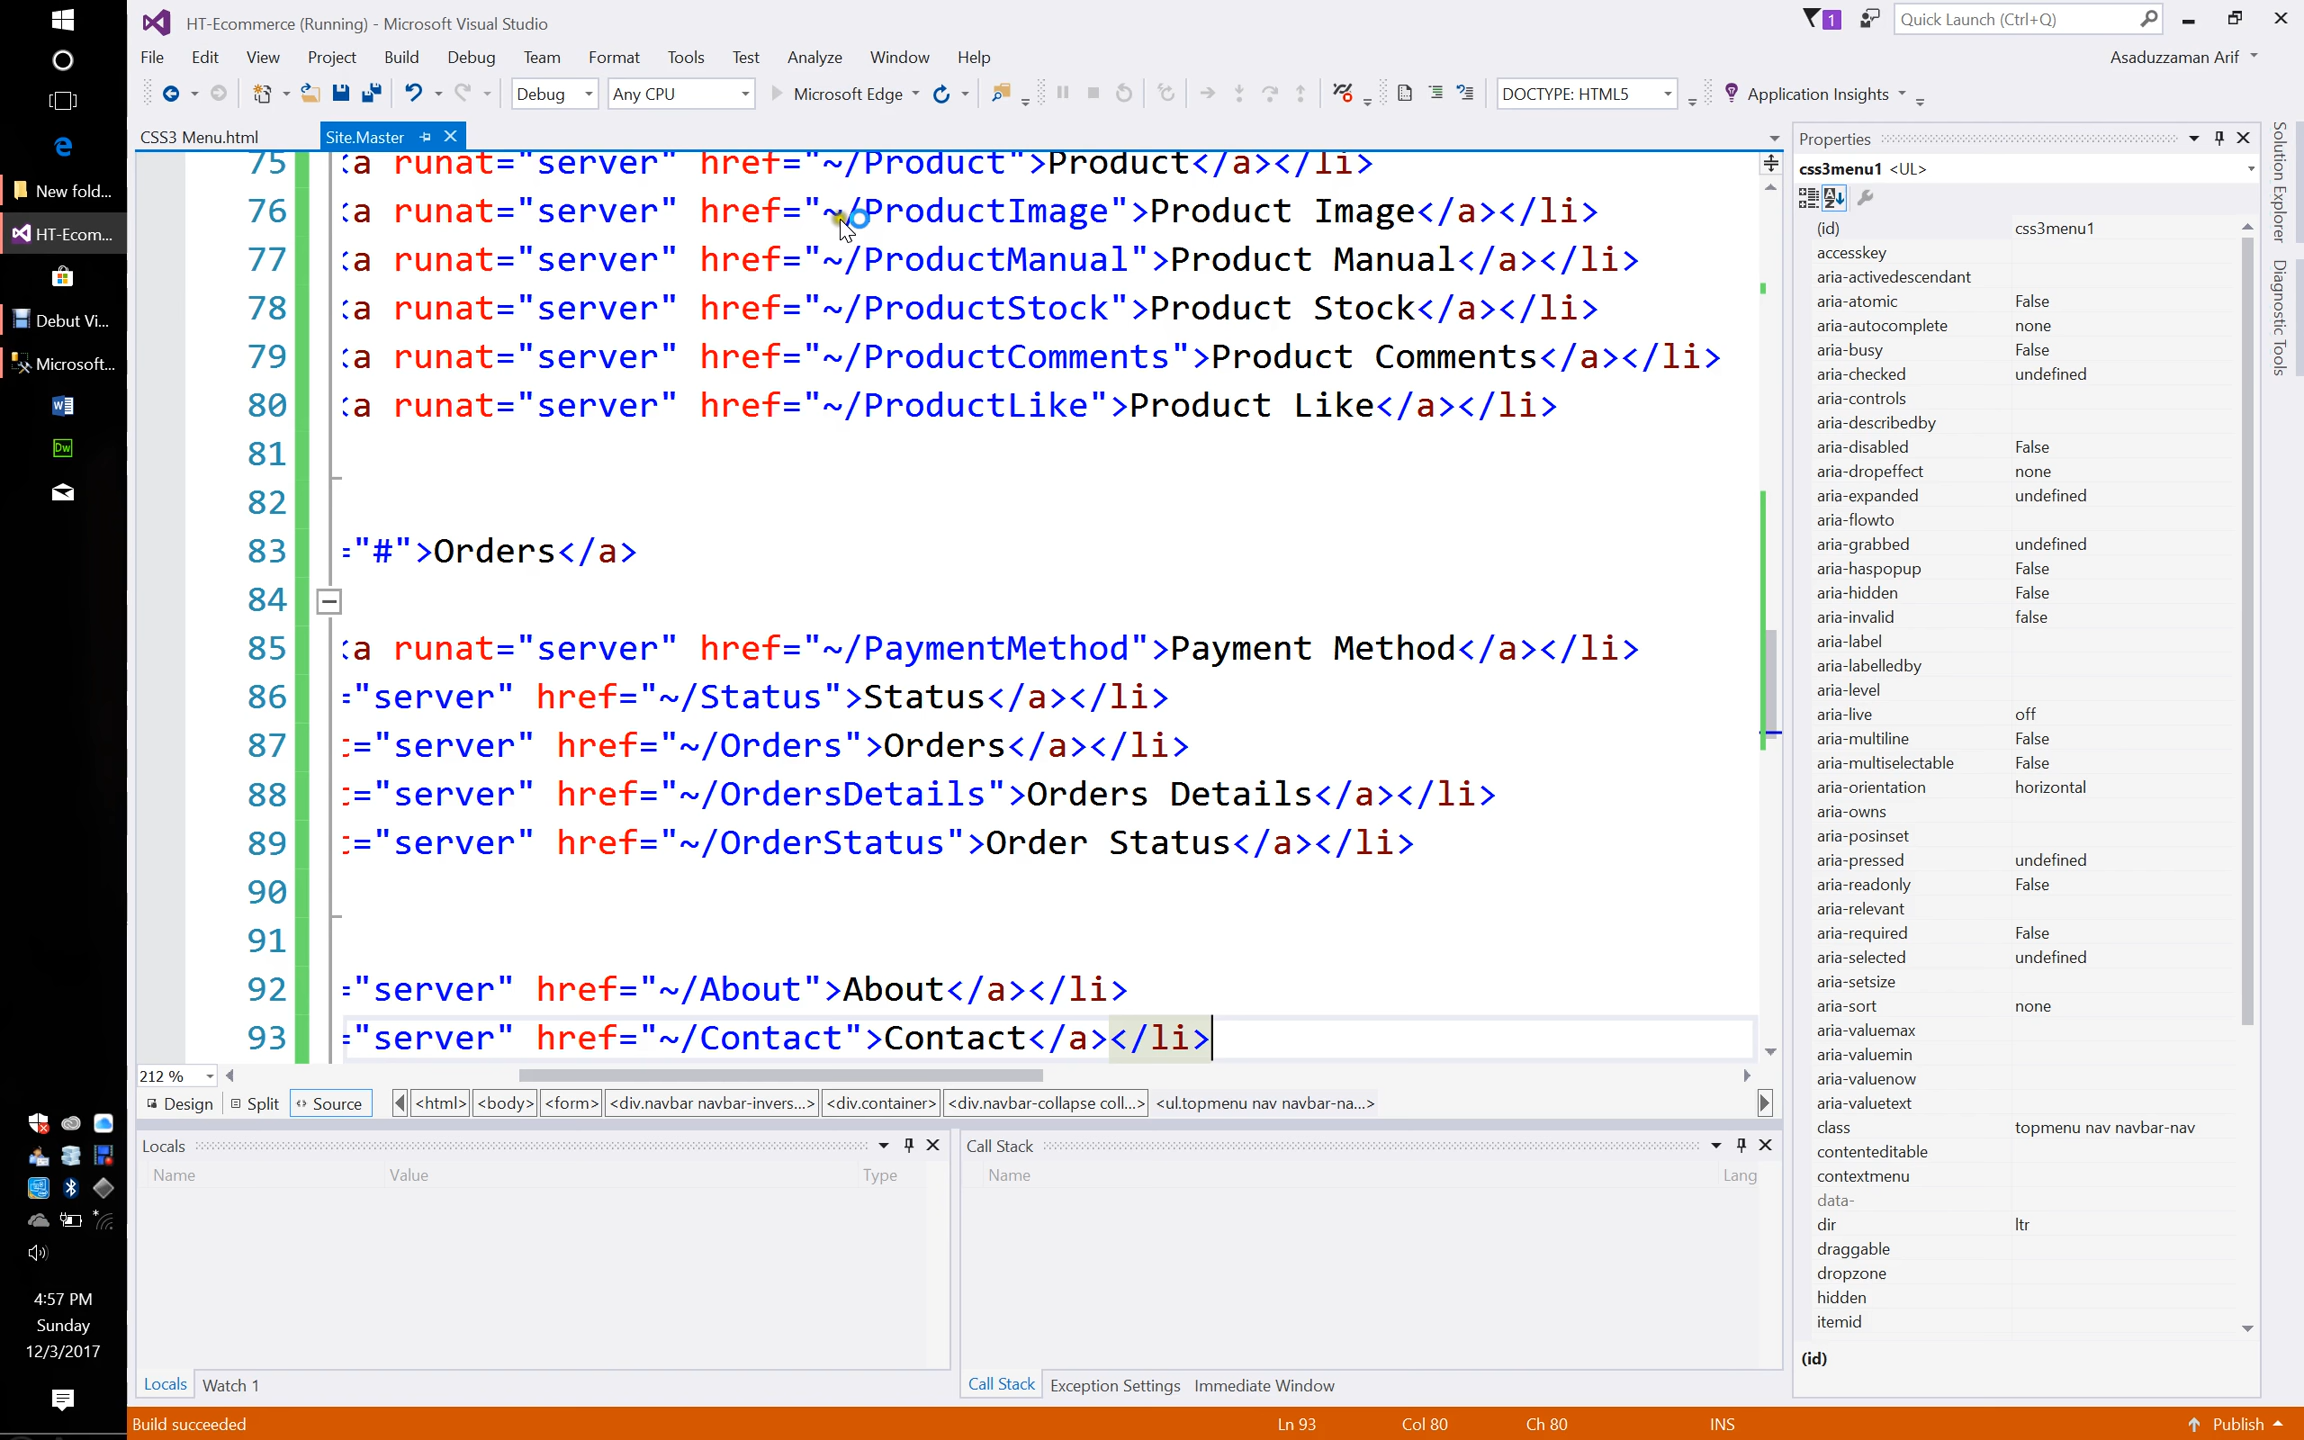 HT-Ecommerce (Running) - Microsoft Visual Studio
1
Quick Launch (Ctrl+Q)
File Edit View Project Build Debug Team Format Tools Test Analyze Window Help
Asaduzzaman Arif
Debug Any CPU Microsoft Edge DOCTYPE: HTML5 Application Insights
CSS3 Menu.html Site.Master
75 a runat="server" href="~/Product">Product</a></li>
76 a runat="server" href="~/ProductImage">Product Image</a></li>
77 a runat="server" href="~/ProductManual">Product Manual</a></li>
78 a runat="server" href="~/ProductStock">Product Stock</a></li>
79 a runat="server" href="~/ProductComments">Product Comments</a></li>
80 a runat="server" href="~/ProductLike">Product Like</a></li>
81
82
83 ="#">Orders</a>
84
85 a runat="server" href="~/PaymentMethod">Payment Method</a></li>
86 ="server" href="~/Status">Status</a></li>
87 ="server" href="~/Orders">Orders</a></li>
88 ="server" href="~/OrdersDetails">Orders Details</a></li>
89 ="server" href="~/OrderStatus">Order Status</a></li>
90
91
92 ="server" href="~/About">About</a></li>
93 ="server" href="~/Contact">Contact</a></li>
212 %
Design Split Source <html> <body> <form> <div.navbar navbar-invers...> <div.container> <div.navbar-collapse coll...> <ul.topmenu nav navbar-na...>
Locals
Name Value Type
Locals Watch 1
Call Stack
Name Lang
Call Stack Exception Settings Immediate Window
Properties
css3menu1 <UL>
(id) css3menu1
accesskey
aria-activedescendant
aria-atomic False
aria-autocomplete none
aria-busy False
aria-checked undefined
aria-controls
aria-describedby
aria-disabled False
aria-dropeffect none
aria-expanded undefined
aria-flowto
aria-grabbed undefined
aria-haspopup False
aria-hidden False
aria-invalid false
aria-label
aria-labelledby
aria-level
aria-live off
aria-multiline False
aria-multiselectable False
aria-orientation horizontal
aria-owns
aria-posinset
aria-pressed undefined
aria-readonly False
aria-relevant
aria-required False
aria-selected undefined
aria-setsize
aria-sort none
aria-valuemax
aria-valuemin
aria-valuenow
aria-valuetext
class topmenu nav navbar-nav
contenteditable
contextmenu
data-
dir ltr
draggable
dropzone
hidden
itemid
(id)
Solution Explorer
Diagnostic Tools
New fold...
HT-Ecom...
Debut Vi...
Microsoft...
Dw
4:57 PM
Sunday
12/3/2017
Build succeeded Ln 93 Col 80 Ch 80 INS Publish